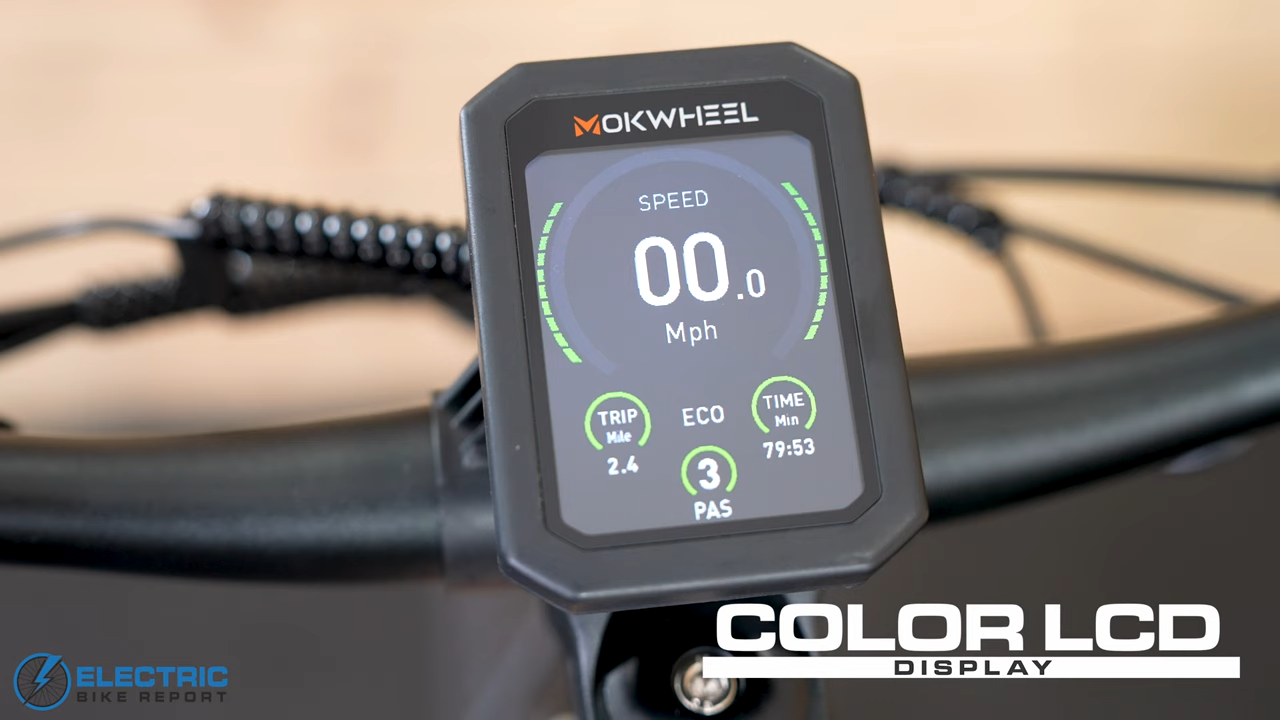 MOKWHEEL
SPEED
00.0
Mph
TRIP
Mile
2.4
ECO
TIME
Min
79:53
3
PAS
COLOR LCD
DISPLAY
ELECTRIC
BIKE REPORT